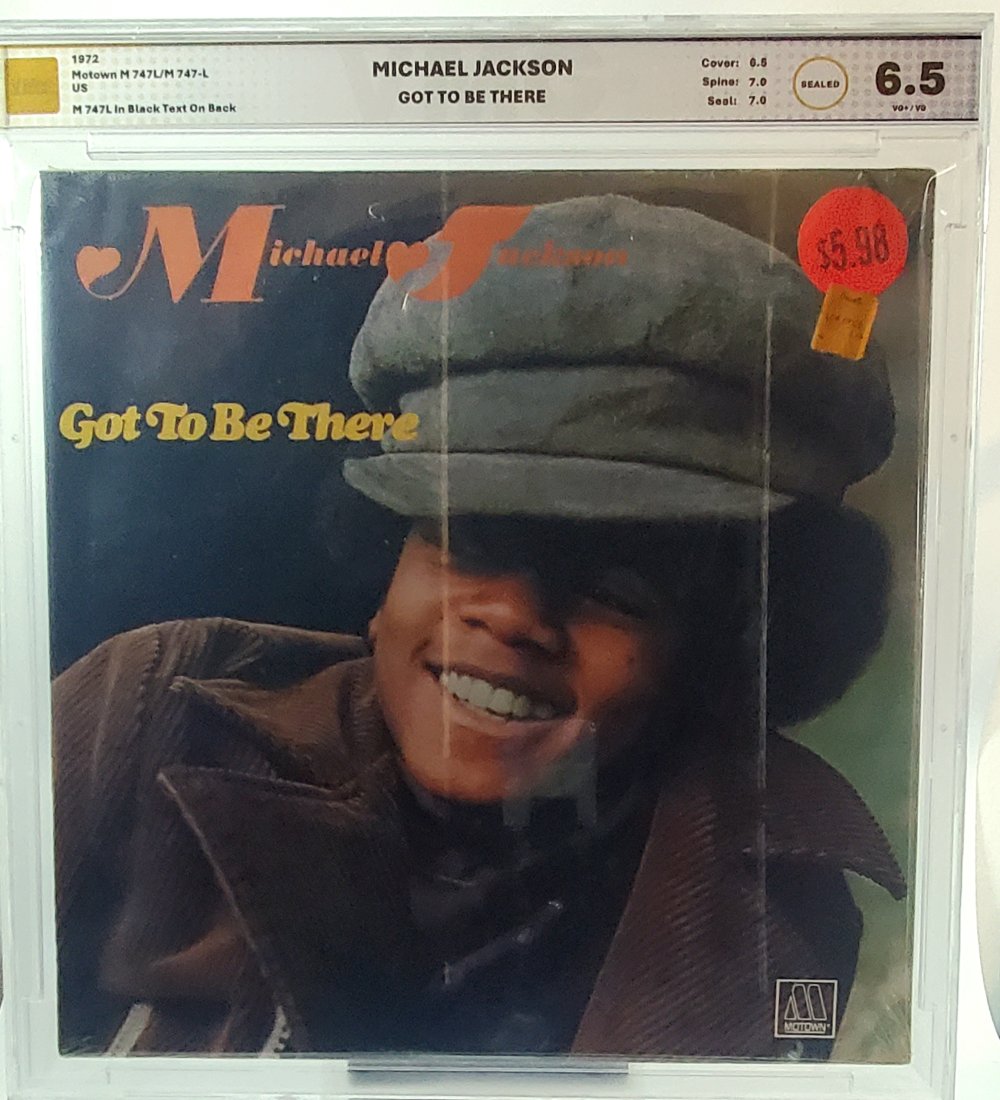 1972
Motown M 747L/M 747-L
US
M 747L In Black Text On Back
MICHAEL JACKSON
GOT TO BE THERE
Cover: 6.5
Spine: 7.0
Seal: 7.0
SEALED
6.5
VG+/VG
Michael Jackson
$5.98
Got To Be There
MOTOWN